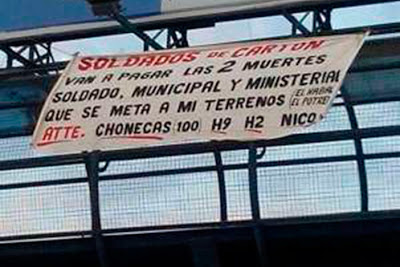 SOLDADOS DE CARTON
VAN A PAGAR LAS 2 MUERTES
SOLDADO, MUNICIPAL Y MINISTERIAL
QUE SE META A MI TERRENOS (EL NABAL EL POTRE)
ATTE. CHONECAS (100) H9 H2 NICO